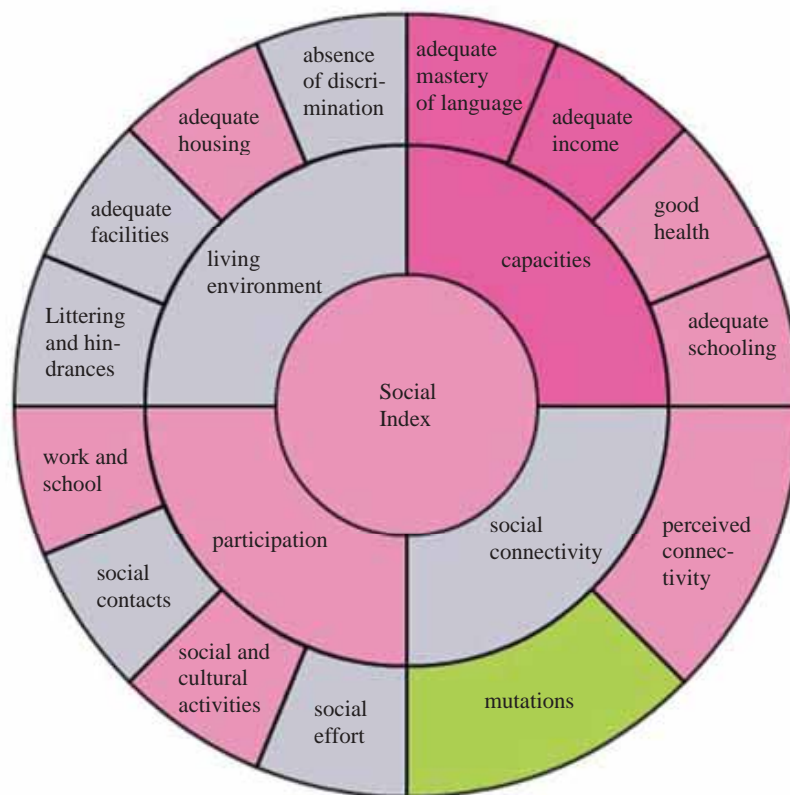 absence
of discri-
mination
adequate
mastery
of language
adequate
income
good
health
adequate
schooling
perceived
connec-
tivity
mutations
social
effort
social and
cultural
activities
social
contacts
work and
school
Littering
and hin-
drances
adequate
facilities
adequate
housing
living
environment
capacities
social
connectivity
participation
Social
Index